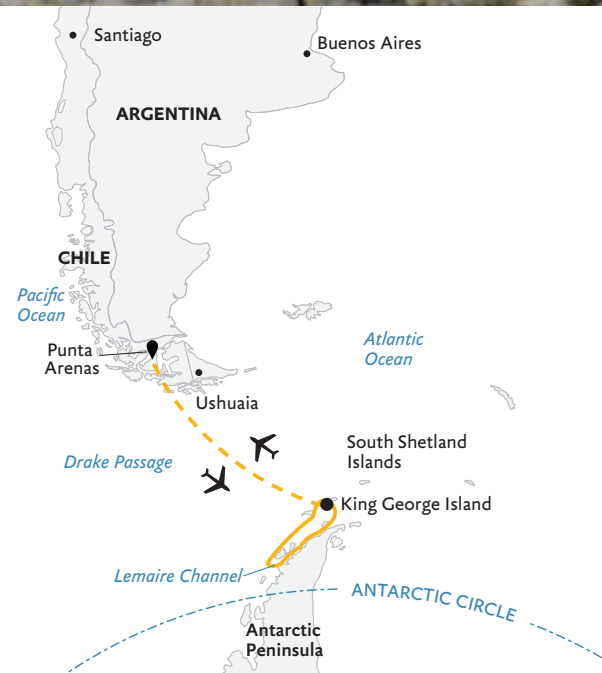 Santiago
Buenos Aires
ARGENTINA
CHILE
Pacific
Ocean
Atlantic
Ocean
Punta
Arenas
Ushuaia
South Shetland
Islands
Drake Passage
King George Island
Lemaire Channel
ANTARCTIC CIRCLE
Antarctic
Peninsula